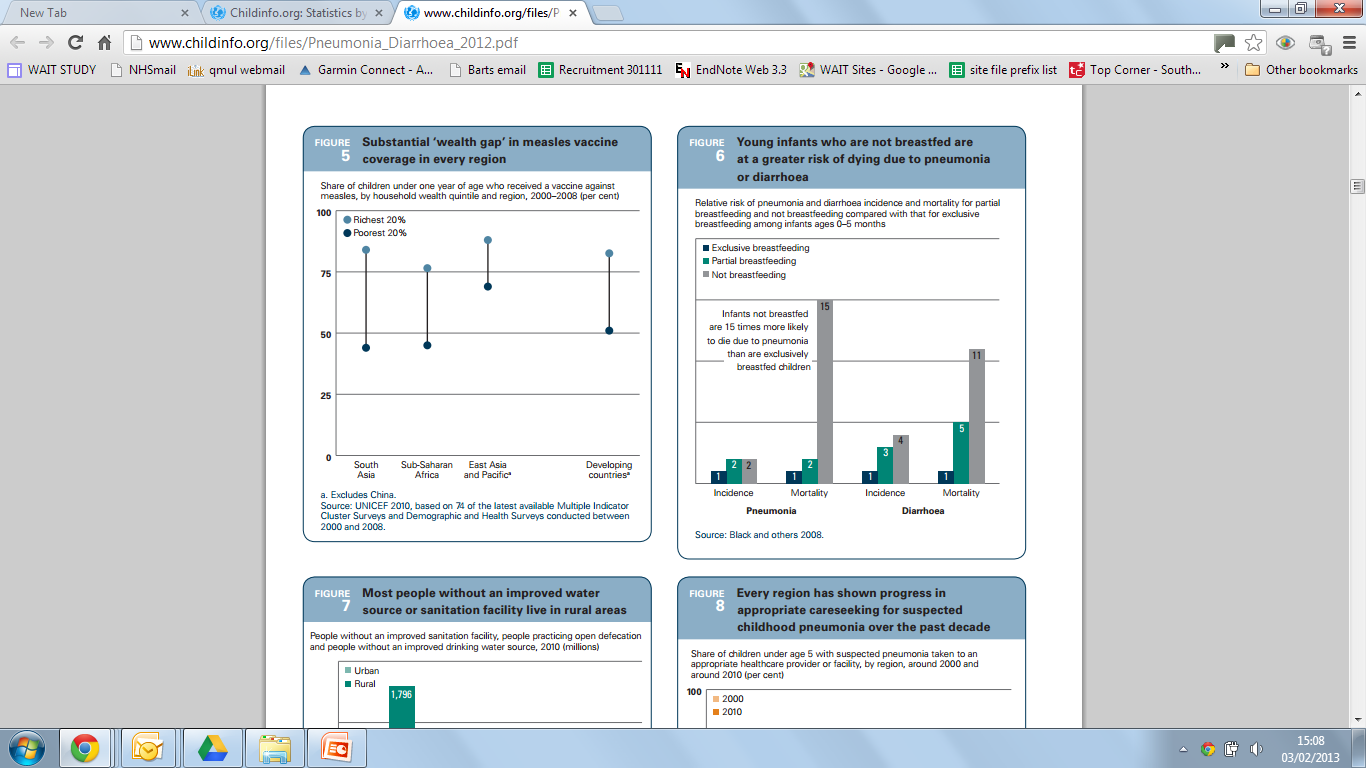 New Tab
Childinfo.org: Statistics by
www.childinfo.org/files/P
www.childinfo.org/files/Pneumonia_Diarrhoea_2012.pdf
WAIT STUDY
NHSmail
qmul webmail
Garmin Connect - A...
Barts email
Recruitment 301111
EndNote Web 3.3
WAIT Sites - Google ...
site file prefix list
Top Corner - South...
»
Other bookmarks
FIGURE 5
Substantial ‘wealth gap’ in measles vaccine
coverage in every region
Share of children under one year of age who received a vaccine against
measles, by household wealth quintile and region, 2000–2008 (per cent)
100
Richest 20%
Poorest 20%
75
50
25
0
South
Asia
Sub-Saharan
Africa
East Asia
and Pacificᵃ
Developing
countriesᵃ
a. Excludes China.
Source: UNICEF 2010, based on 74 of the latest available Multiple Indicator
Cluster Surveys and Demographic and Health Surveys conducted between
2000 and 2008.
FIGURE 6
Young infants who are not breastfed are
at a greater risk of dying due to pneumonia
or diarrhoea
Relative risk of pneumonia and diarrhoea incidence and mortality for partial
breastfeeding and not breastfeeding compared with that for exclusive
breastfeeding among infants ages 0–5 months
Exclusive breastfeeding
Partial breastfeeding
Not breastfeeding
Infants not breastfed
are 15 times more likely
to die due to pneumonia
than are exclusively
breastfed children
1 2 2
1 2 15
1 3 4
1 5 11
Incidence Mortality Incidence Mortality
Pneumonia Diarrhoea
Source: Black and others 2008.
FIGURE 7
Most people without an improved water
source or sanitation facility live in rural areas
People without an improved sanitation facility, people practicing open defecation
and people without an improved drinking water source, 2010 (millions)
Urban
Rural
1,796
FIGURE 8
Every region has shown progress in
appropriate careseeking for suspected
childhood pneumonia over the past decade
Share of children under age 5 with suspected pneumonia taken to an
appropriate healthcare provider or facility, by region, around 2000 and
around 2010 (per cent)
100
2000
2010
15:08
03/02/2013